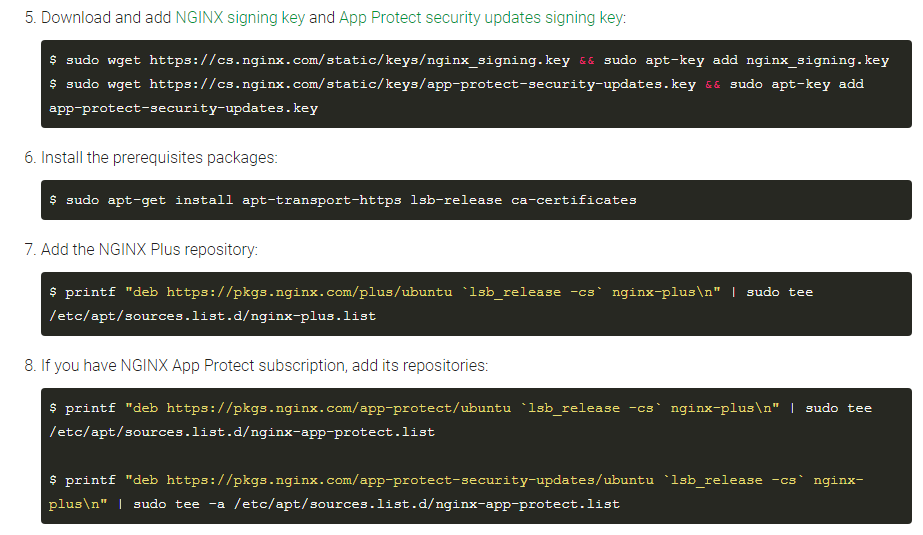 5. Download and add NGINX signing key and App Protect security updates signing key:
$ sudo wget https://cs.nginx.com/static/keys/nginx_signing.key && sudo apt-key add nginx_signing.key
$ sudo wget https://cs.nginx.com/static/keys/app-protect-security-updates.key && sudo apt-key add
app-protect-security-updates.key
6. Install the prerequisites packages:
$ sudo apt-get install apt-transport-https lsb-release ca-certificates
7. Add the NGINX Plus repository:
$ printf "deb https://pkgs.nginx.com/plus/ubuntu `lsb_release -cs` nginx-plus\n" | sudo tee
/etc/apt/sources.list.d/nginx-plus.list
8. If you have NGINX App Protect subscription, add its repositories:
$ printf "deb https://pkgs.nginx.com/app-protect/ubuntu `lsb_release -cs` nginx-plus\n" | sudo tee
/etc/apt/sources.list.d/nginx-app-protect.list
$ printf "deb https://pkgs.nginx.com/app-protect-security-updates/ubuntu `lsb_release -cs` nginx-
plus\n" | sudo tee -a /etc/apt/sources.list.d/nginx-app-protect.list